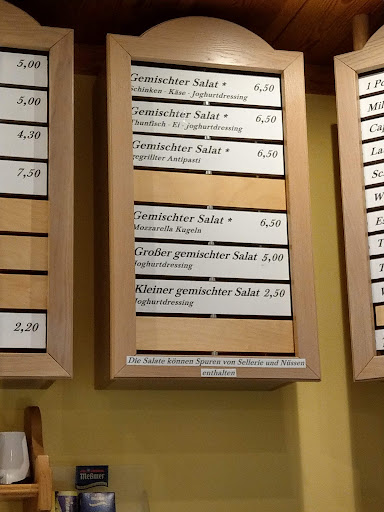 5,00
5,00
4,30
7,50
2,20
Gemischter Salat * 6,50
Schinken - Käse - Joghurtdressing
Gemischter Salat * 6,50
Thunfisch - Ei - Joghurtdressing
Gemischter Salat * 6,50
gegrillter Antipasti
Gemischter Salat * 6,50
Mozzarella Kugeln
Großer gemischter Salat 5,00
Joghurtdressing
Kleiner gemischter Salat 2,50
Joghurtdressing
Die Salate können Spuren von Sellerie und Nüssen
enthalten
Meßmer